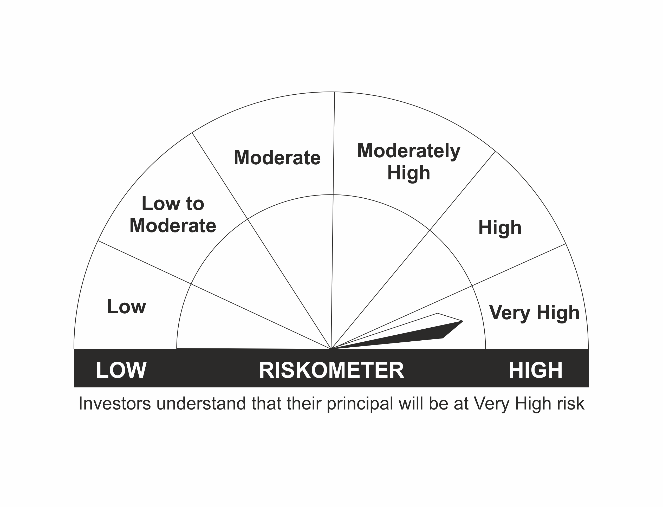 Moderate
Moderately
High
Low to
Moderate
High
Low
Very High
LOW RISKOMETER HIGH
Investors understand that their principal will be at Very High risk